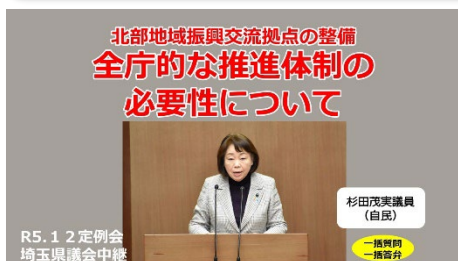 北部地域振興交流拠点の整備
全庁的な推進体制の
必要性について
杉田茂実議員
（自民）
R5.１２定例会
埼玉県議会中継
一括質問
一括答弁